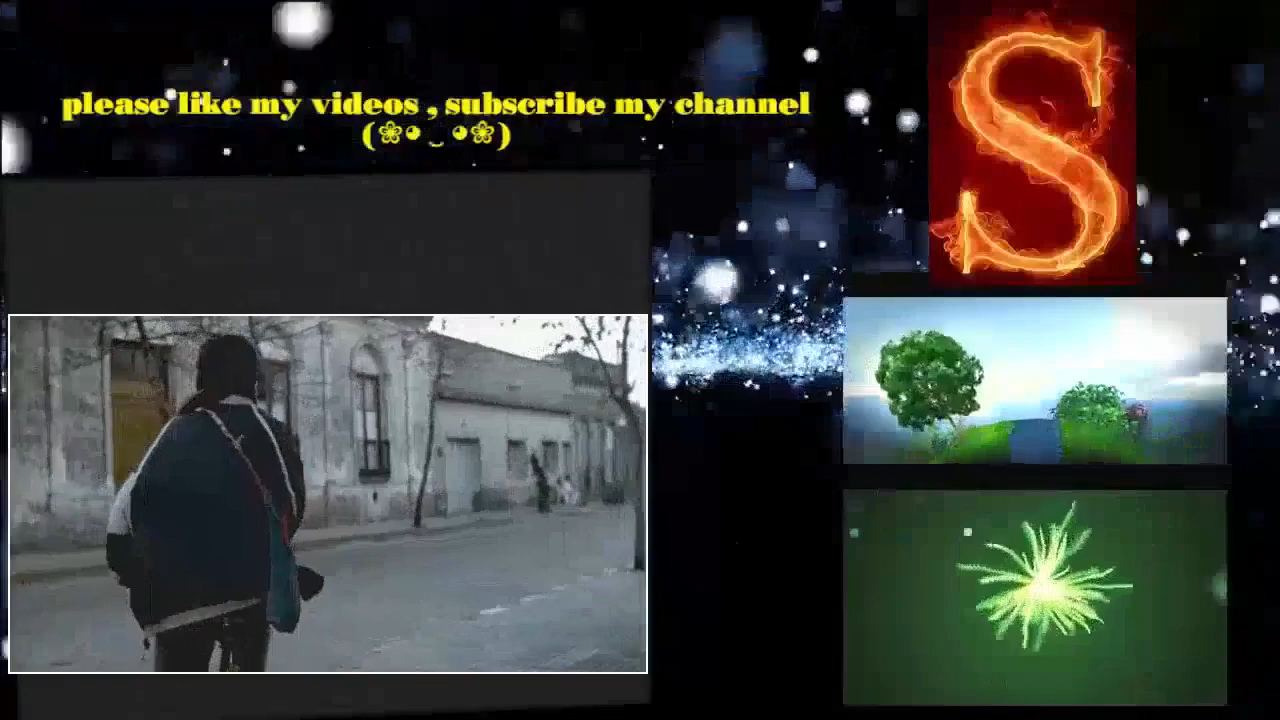 please like my videos , subscribe my channel
(❀◕ ‿ ◕❀)
S